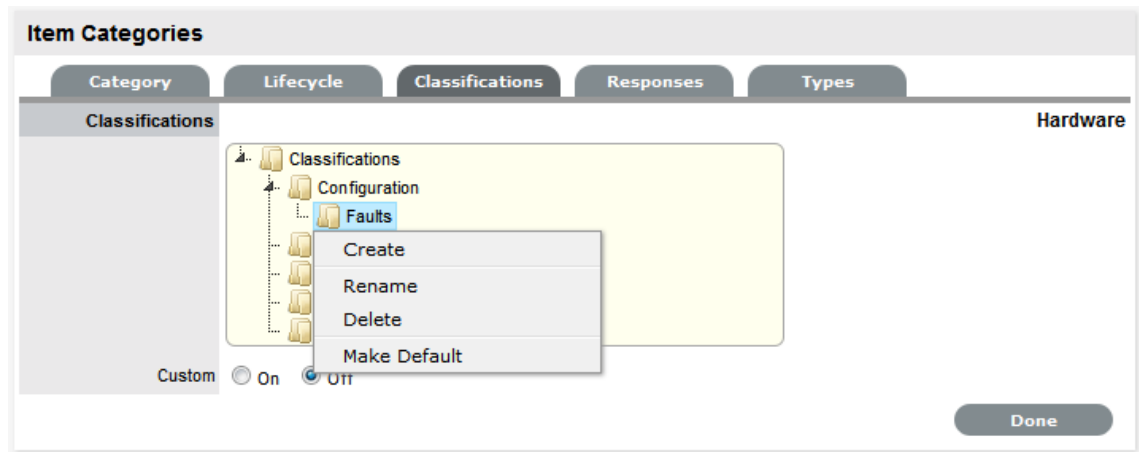 Item Categories
Category Lifecycle Classifications Responses Types
Classifications Hardware
Classifications
Configuration
Faults
Create
Rename
Delete
Make Default
Custom On Off
Done